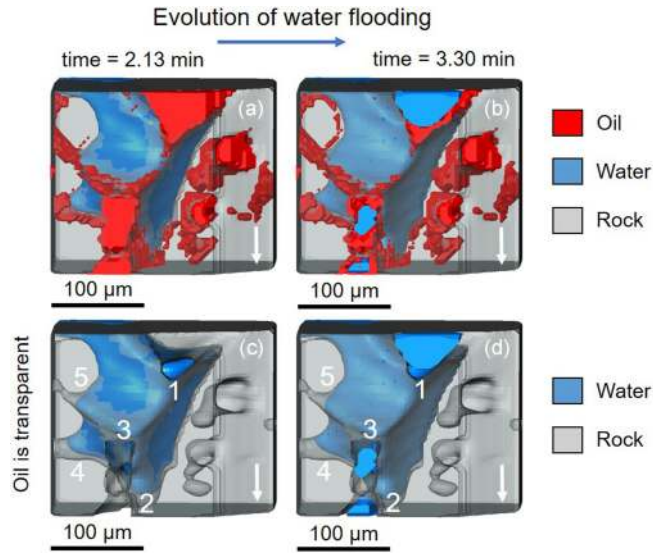 Evolution of water flooding
time = 2.13 min
time = 3.30 min
(a)
(b)
Oil
Water
Rock
100 µm
100 µm
Oil is transparent
(c)
(d)
5
1
3
4
2
5
1
3
4
2
Water
Rock
100 µm
100 µm